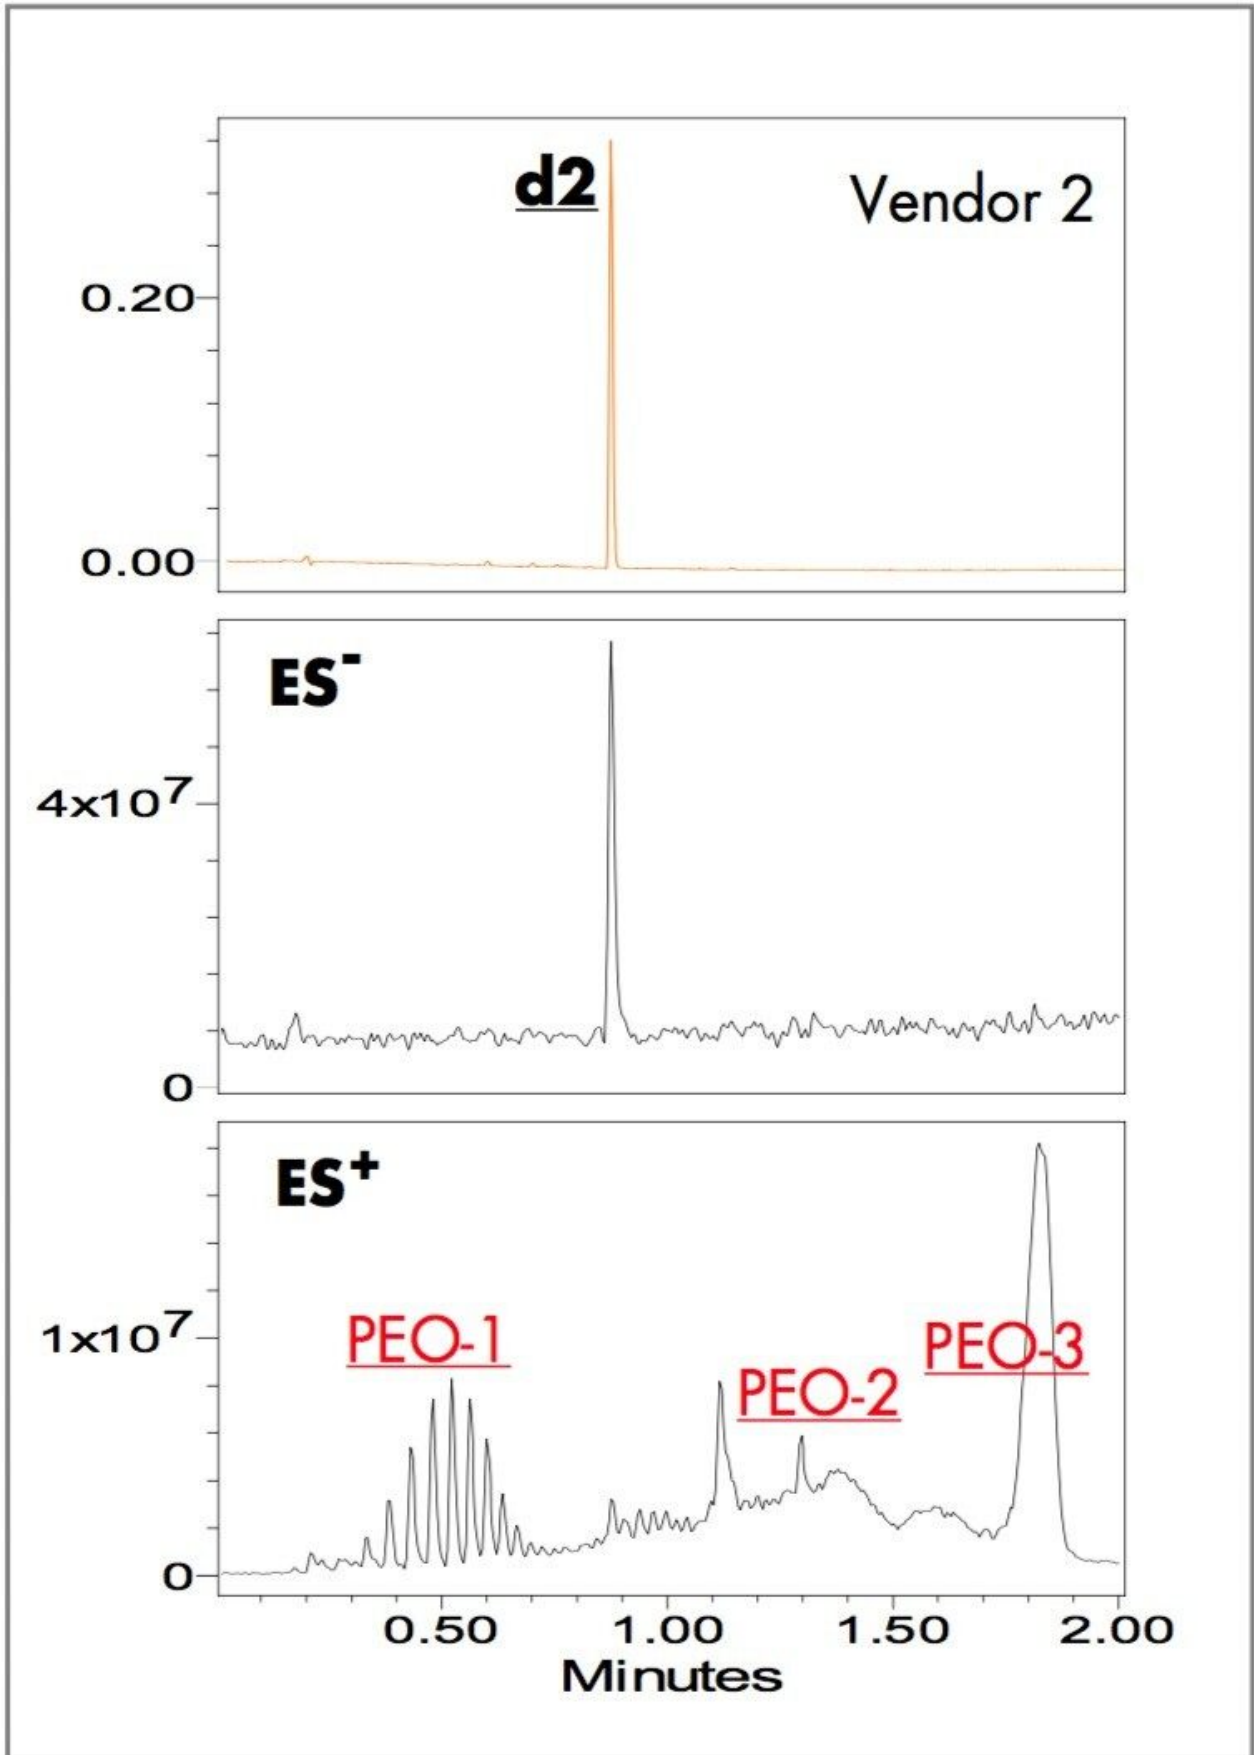 d2
Vendor 2
0.20
0.00
ES⁻
4x10⁷
0
ES⁺
1x10⁷
PEO-1
PEO-2
PEO-3
0
0.50 1.00 1.50 2.00
Minutes